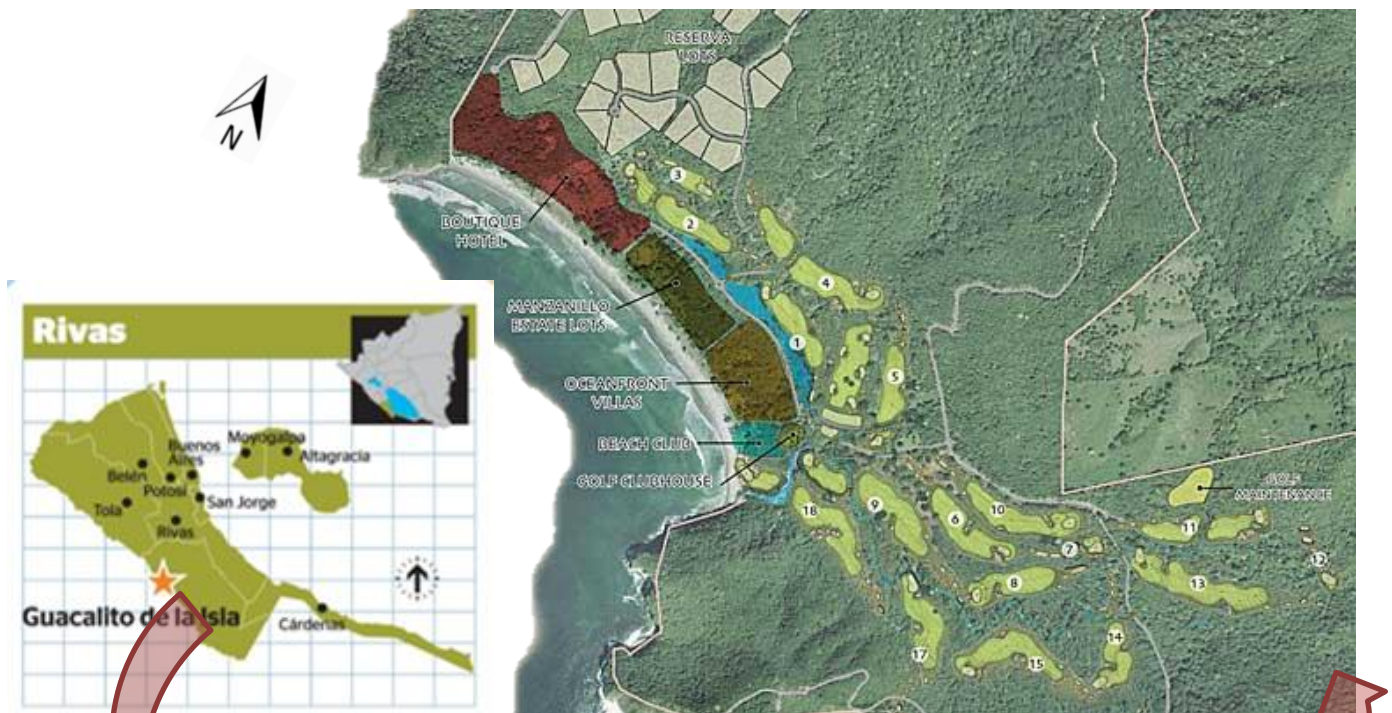 RESERVA
LOTS
N
3
BOUTIQUE
HOTEL
2
4
MANZANILLO
ESTATE LOTS
1
5
OCEANFRONT
VILLAS
BEACH CLUB
GOLF CLUBHOUSE
GOLF
MAINTENANCE
18
9
6
10
11
7
12
8
13
17
15
14
Rivas
Buenos
Aires
Moyogalpa
Altagracia
Belén
Potosí
San Jorge
Tola
Rivas
Guacalito de la Isla
Cárdenas